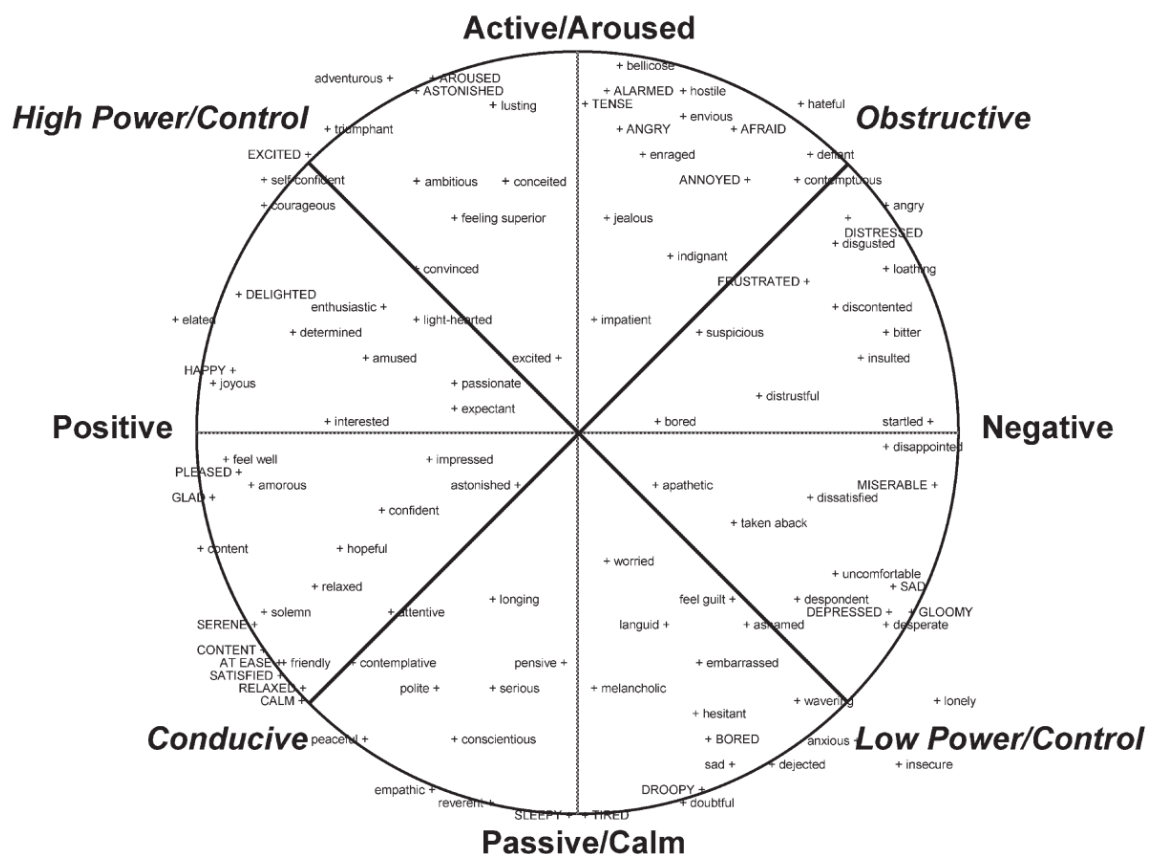 Active/Aroused
+ bellicose
adventurous +
+ AROUSED
+ ASTONISHED
+ ALARMED
+ hostile
+ lusting
+ TENSE
+ hateful
High Power/Control
+ envious
Obstructive
+ triumphant
+ ANGRY
+ AFRAID
EXCITED +
+ enraged
+ defiant
+ self-confident
+ ambitious
+ conceited
ANNOYED +
+ contemptuous
+ courageous
+ angry
+ feeling superior
+ jealous
+
DISTRESSED
+ disgusted
+ indignant
+ convinced
+ loathing
FRUSTRATED +
+ DELIGHTED
enthusiastic +
+ discontented
+ elated
+ light-hearted
+ impatient
+ determined
+ suspicious
+ bitter
+ amused
excited +
+ insulted
HAPPY +
+ joyous
+ passionate
+ distrustful
+ expectant
+ interested
+ bored
startled +
Positive
Negative
+ disappointed
+ feel well
+ impressed
PLEASED +
+ amorous
astonished +
+ apathetic
MISERABLE +
GLAD +
+ dissatisfied
+ confident
+ taken aback
+ content
+ hopeful
+ worried
+ uncomfortable
+ relaxed
+ SAD
+ longing
feel guilt +
+ despondent
+ solemn
+ attentive
DEPRESSED +
+ GLOOMY
SERENE +
languid +
+ ashamed
+ desperate
CONTENT +
AT EASE +
+ friendly
+ contemplative
pensive +
+ embarrassed
SATISFIED +
RELAXED +
polite +
+ serious
+ melancholic
CALM +
+ wavering
+ lonely
+ hesitant
Conducive
peaceful +
+ conscientious
+ BORED
anxious +
Low Power/Control
sad +
+ dejected
+ insecure
empathic +
DROOPY +
reverent +
+ doubtful
SLEEPY +
+ TIRED
Passive/Calm